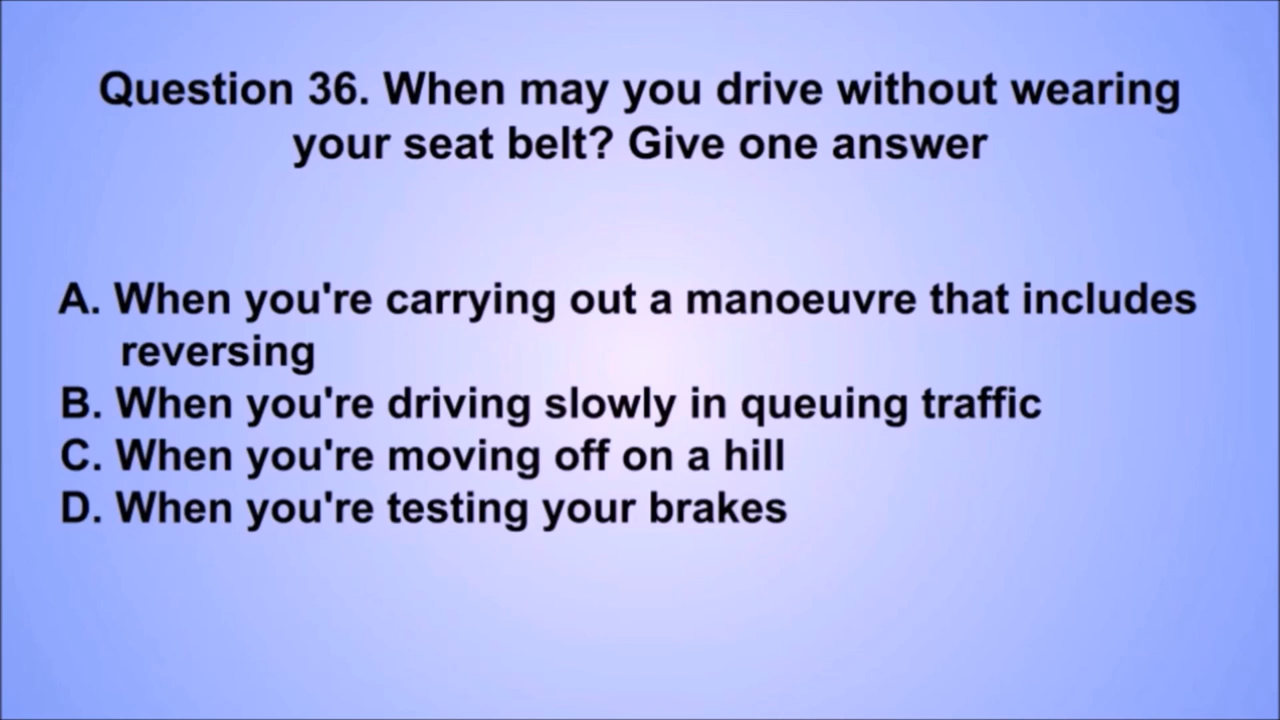 Question 36. When may you drive without wearing
your seat belt? Give one answer
A. When you're carrying out a manoeuvre that includes
reversing
B. When you're driving slowly in queuing traffic
C. When you're moving off on a hill
D. When you're testing your brakes